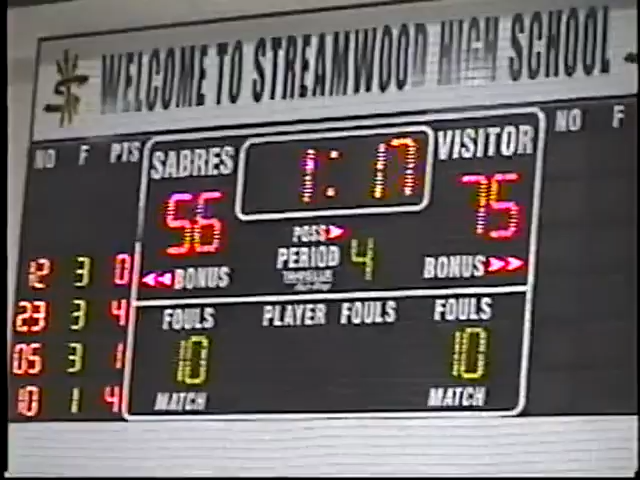 WELCOME TO STREAMWOOD HIGH SCHOOL
NO F PTS
SABRES
1:17
VISITOR
NO F
56
75
POSS
PERIOD 4
BONUS
BONUS
12 3 0
23 3 4
05 3 1
10 1 4
FOULS
PLAYER FOULS
FOULS
10
10
MATCH
MATCH